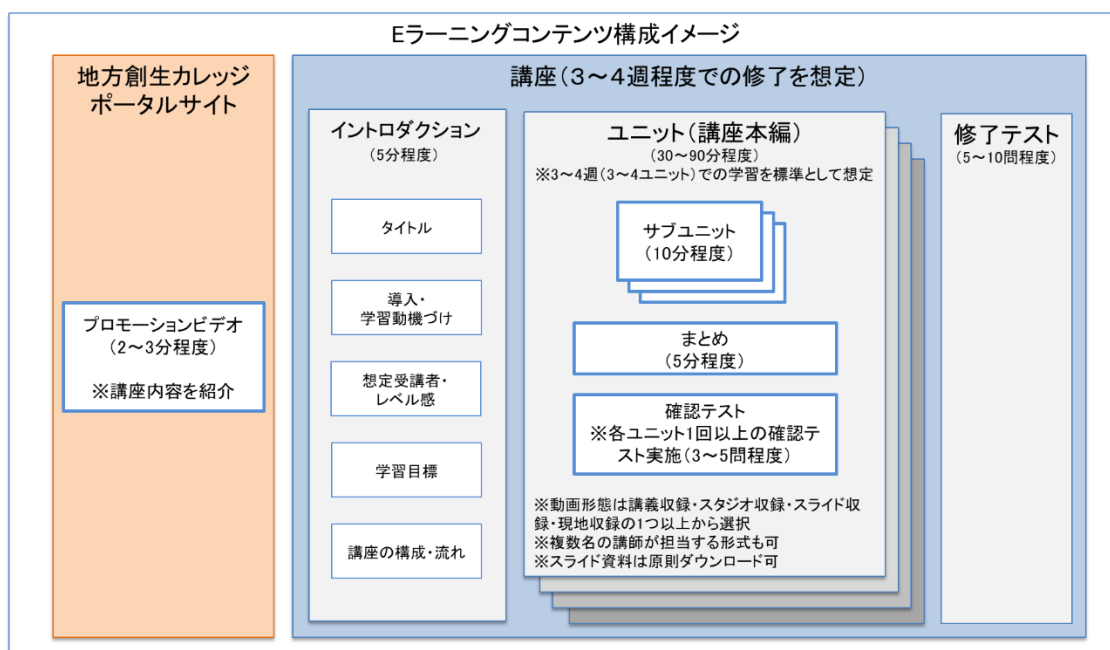 Eラーニングコンテンツ構成イメージ
地方創生カレッジ
ポータルサイト
プロモーションビデオ
(2～3分程度)
※講座内容を紹介
講座(3～4週程度での修了を想定)
イントロダクション
(5分程度)
タイトル
導入・
学習動機づけ
想定受講者・
レベル感
学習目標
講座の構成・流れ
ユニット(講座本編)
(30～90分程度)
※3～4週(3～4ユニット)での学習を標準として想定
サブユニット
(10分程度)
まとめ
(5分程度)
確認テスト
※各ユニット1回以上の確認テ
スト実施(3～5問程度)
※動画形態は講義収録・スタジオ収録・スライド収
録・現地収録の1つ以上から選択
※複数名の講師が担当する形式も可
※スライド資料は原則ダウンロード可
修了テスト
(5～10問程度)